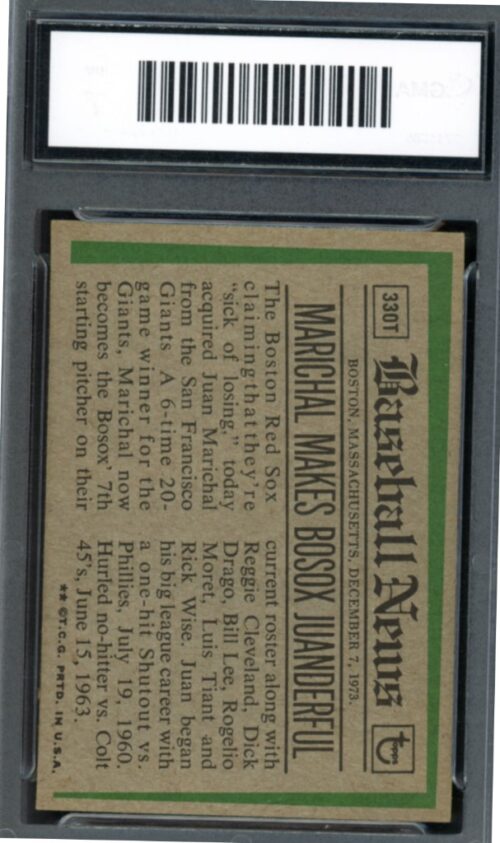 330T
Baseball News
topps
BOSTON, MASSACHUSETTS, DECEMBER 7, 1973
MARICHAL MAKES BOSOX JUANDERFUL
The Boston Red Sox
claiming that they're
"sick of losing," today
acquired Juan Marichal
from the San Francisco
Giants A 6-time 20-
game winner for the
Giants, Marichal now
becomes the Bosox' 7th
starting pitcher on their
current roster along with
Reggie Cleveland, Dick
Drago, Bill Lee, Rogelio
Moret, Luis Tiant and
Rick Wise. Juan began
his big league career with
a one-hit Shutout vs.
Phillies, July 19, 1960.
Hurled no-hitter vs. Colt
45's, June 15, 1963.
** ©T.C.G. PRTD. IN U.S.A.